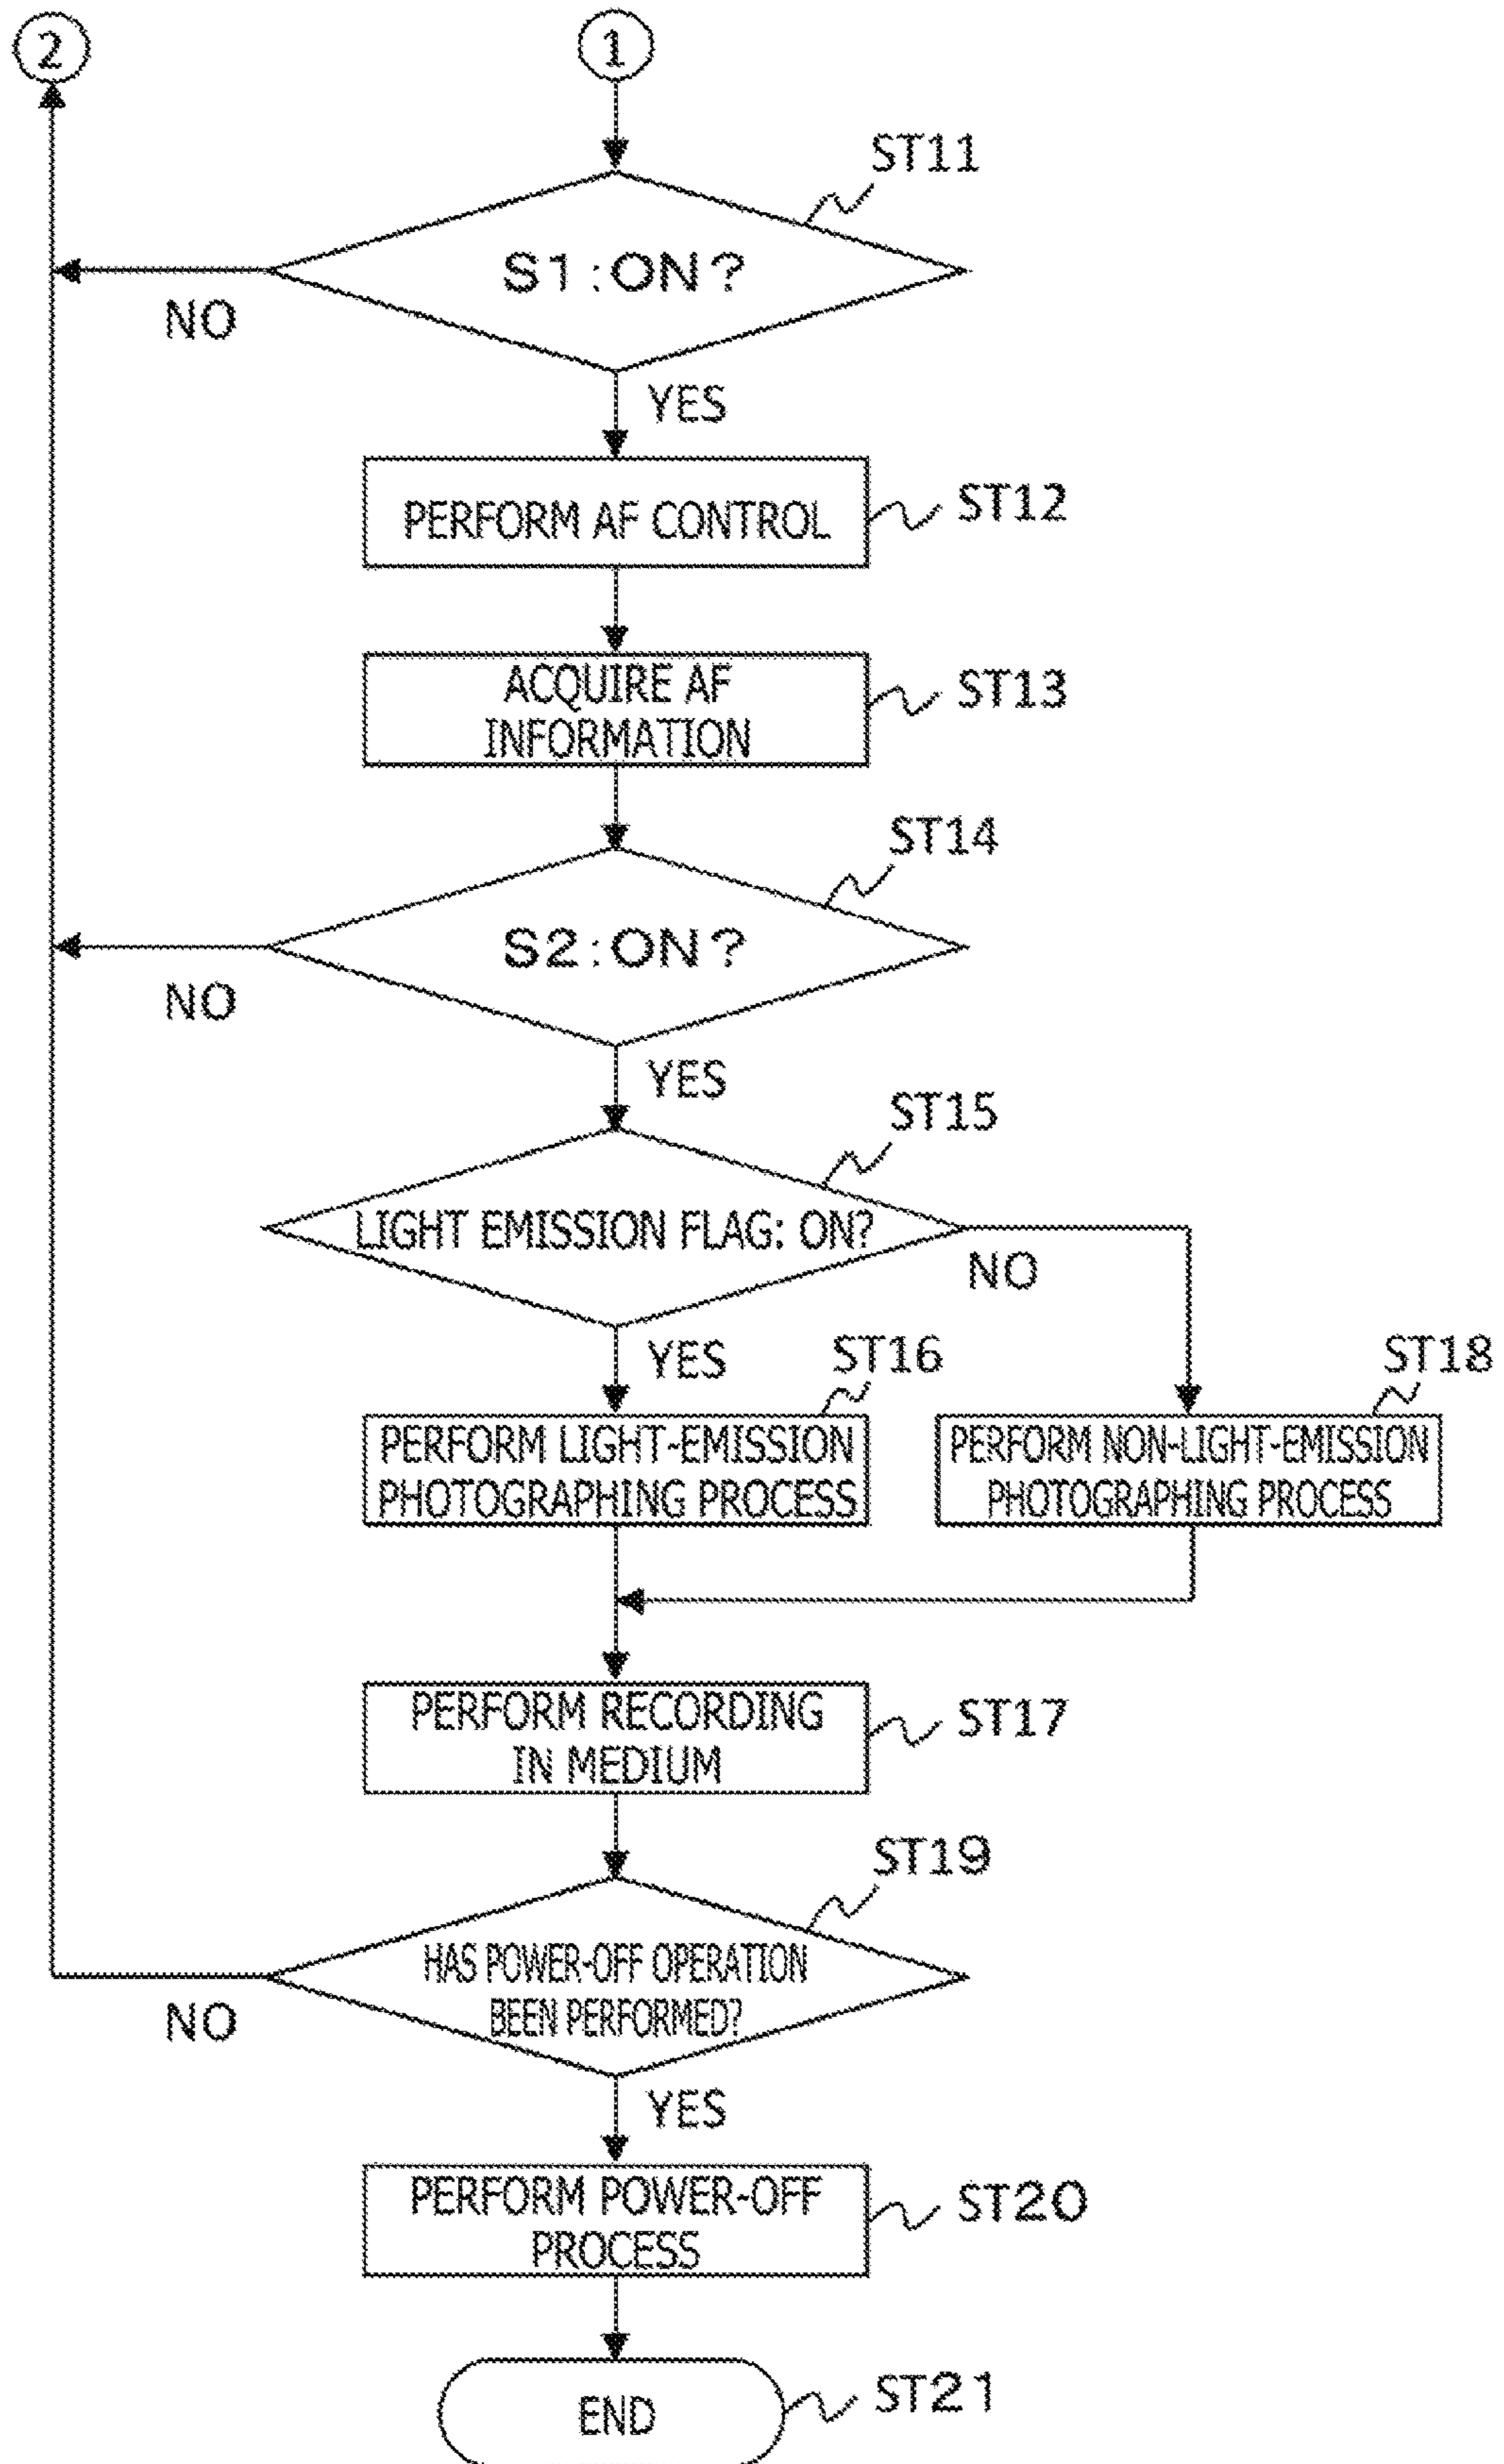 2
1
ST11
S1:ON?
NO
YES
PERFORM AF CONTROL
ST12
ACQUIRE AF
INFORMATION
ST13
ST14
S2:ON?
NO
YES
ST15
LIGHT EMISSION FLAG: ON?
NO
YES
ST16
ST18
PERFORM LIGHT-EMISSION
PHOTOGRAPHING PROCESS
PERFORM NON-LIGHT-EMISSION
PHOTOGRAPHING PROCESS
PERFORM RECORDING
IN MEDIUM
ST17
ST19
HAS POWER-OFF OPERATION
BEEN PERFORMED?
NO
YES
PERFORM POWER-OFF
PROCESS
ST20
END
ST21